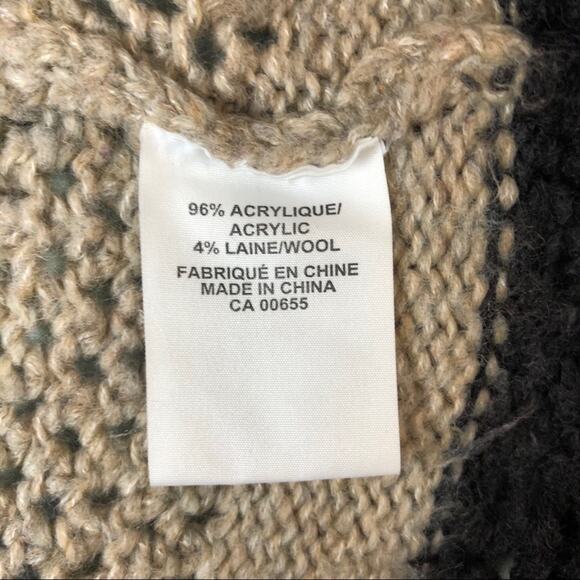 96% ACRYLIQUE/
ACRYLIC
4% LAINE/WOOL
FABRIQUÉ EN CHINE
MADE IN CHINA
CA 00655